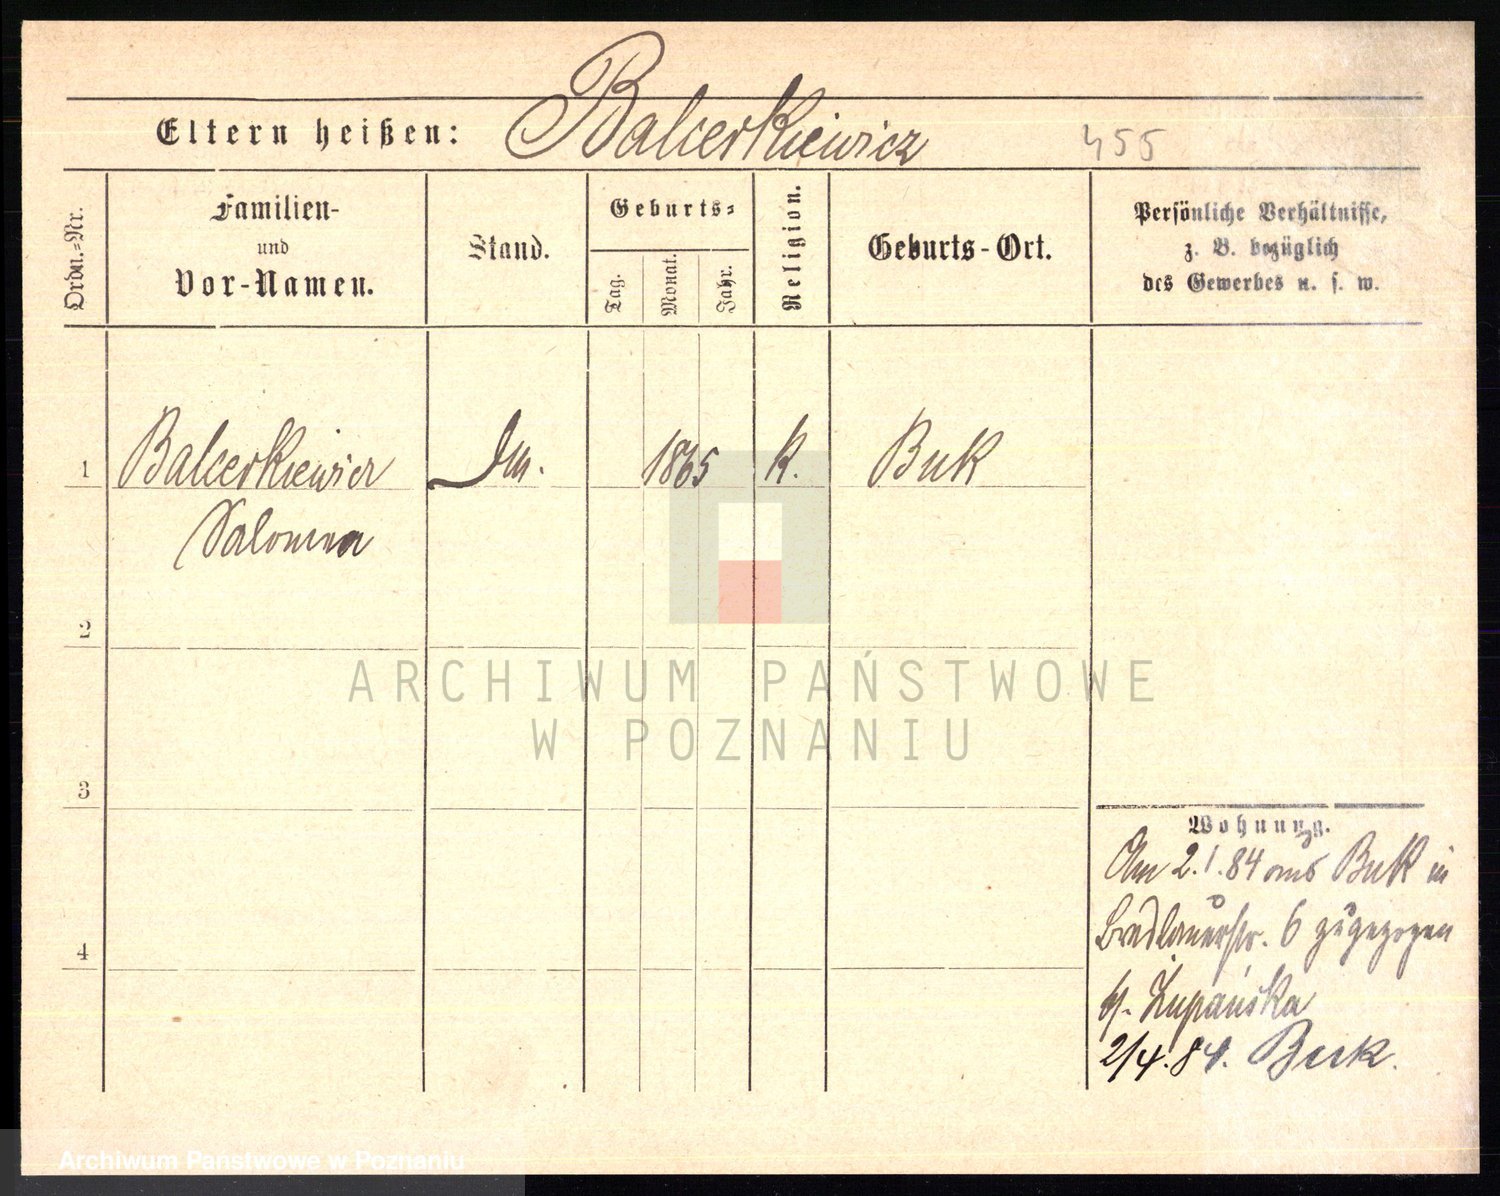 Eltern heißen: Balcerkiewicz 455
Ordn.-Nr.
Familien-
und
Vor-Namen.
Stand.
Geburts-
Tag.
Monat.
Jahr.
Religion.
Geburts-Ort.
Persönliche Verhältnisse,
z. B. bezüglich
des Gewerbes u. s. w.
1 Balcerkiewicz 1865 k. Buk
Salomea
2
3
4
Wohnung.
Am 2.1.84 aus Buk in
Breslauerstr. 6 zugezogen
b/. Żupańska
2/4.84. Buk.
ARCHIWUM PAŃSTWOWE
W POZNANIU
Archiwum Państwowe w Poznaniu